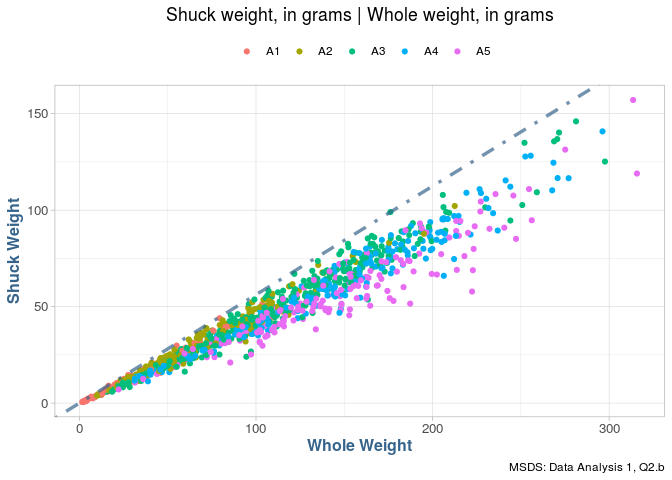 Shuck weight, in grams | Whole weight, in grams
A1 A2 A3 A4 A5
150
100
50
0
Shuck Weight
0 100 200 300
Whole Weight
MSDS: Data Analysis 1, Q2.b